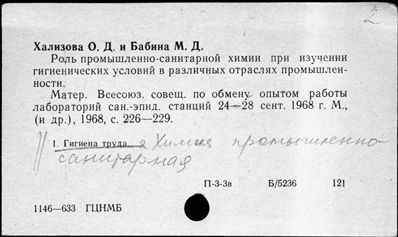 2
Хализова О. Д. и Бабина М. Д.
Роль промышленно-санитарной химии при изучении
гигиенических условий в различных отраслях промышлен-
ности.
Матер. Всесоюз. совещ. по обмену опытом работы
лабораторий сан.-эпид. станций 24—28 сент. 1968 г. М.,
(и др.), 1968, с. 226—229.
1. Гигиена труда. 2 Химия промышленно-
санитарная
П-3-3в Б/5236 121
1146—633 ГЦНМБ